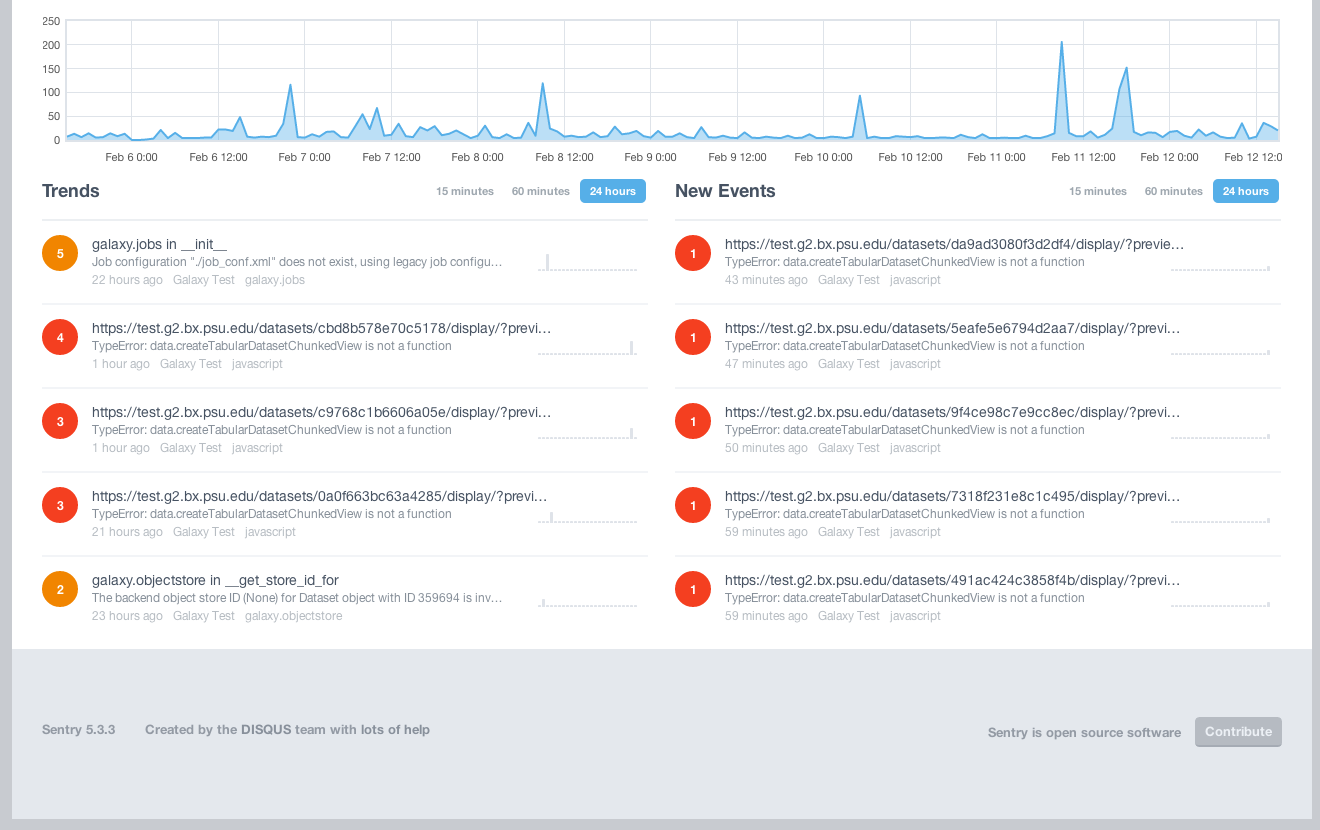 250
200
150
100
50
0
Feb 6 0:00 Feb 6 12:00 Feb 7 0:00 Feb 7 12:00 Feb 8 0:00 Feb 8 12:00 Feb 9 0:00 Feb 9 12:00 Feb 10 0:00 Feb 10 12:00 Feb 11 0:00 Feb 11 12:00 Feb 12 0:00 Feb 12 12:0
Trends 15 minutes 60 minutes 24 hours
5
galaxy.jobs in __init__
Job configuration "./job_conf.xml" does not exist, using legacy job configu…
22 hours ago Galaxy Test galaxy.jobs
4
https://test.g2.bx.psu.edu/datasets/cbd8b578e70c5178/display/?previ…
TypeError: data.createTabularDatasetChunkedView is not a function
1 hour ago Galaxy Test javascript
3
https://test.g2.bx.psu.edu/datasets/c9768c1b6606a05e/display/?previ…
TypeError: data.createTabularDatasetChunkedView is not a function
1 hour ago Galaxy Test javascript
3
https://test.g2.bx.psu.edu/datasets/0a0f663bc63a4285/display/?previ…
TypeError: data.createTabularDatasetChunkedView is not a function
21 hours ago Galaxy Test javascript
2
galaxy.objectstore in __get_store_id_for
The backend object store ID (None) for Dataset object with ID 359694 is inv…
23 hours ago Galaxy Test galaxy.objectstore
New Events 15 minutes 60 minutes 24 hours
1
https://test.g2.bx.psu.edu/datasets/da9ad3080f3d2df4/display/?previe…
TypeError: data.createTabularDatasetChunkedView is not a function
43 minutes ago Galaxy Test javascript
1
https://test.g2.bx.psu.edu/datasets/5eafe5e6794d2aa7/display/?previ…
TypeError: data.createTabularDatasetChunkedView is not a function
47 minutes ago Galaxy Test javascript
1
https://test.g2.bx.psu.edu/datasets/9f4ce98c7e9cc8ec/display/?previ…
TypeError: data.createTabularDatasetChunkedView is not a function
50 minutes ago Galaxy Test javascript
1
https://test.g2.bx.psu.edu/datasets/7318f231e8c1c495/display/?previ…
TypeError: data.createTabularDatasetChunkedView is not a function
59 minutes ago Galaxy Test javascript
1
https://test.g2.bx.psu.edu/datasets/491ac424c3858f4b/display/?previ…
TypeError: data.createTabularDatasetChunkedView is not a function
59 minutes ago Galaxy Test javascript
Sentry 5.3.3 Created by the DISQUS team with lots of help
Sentry is open source software Contribute